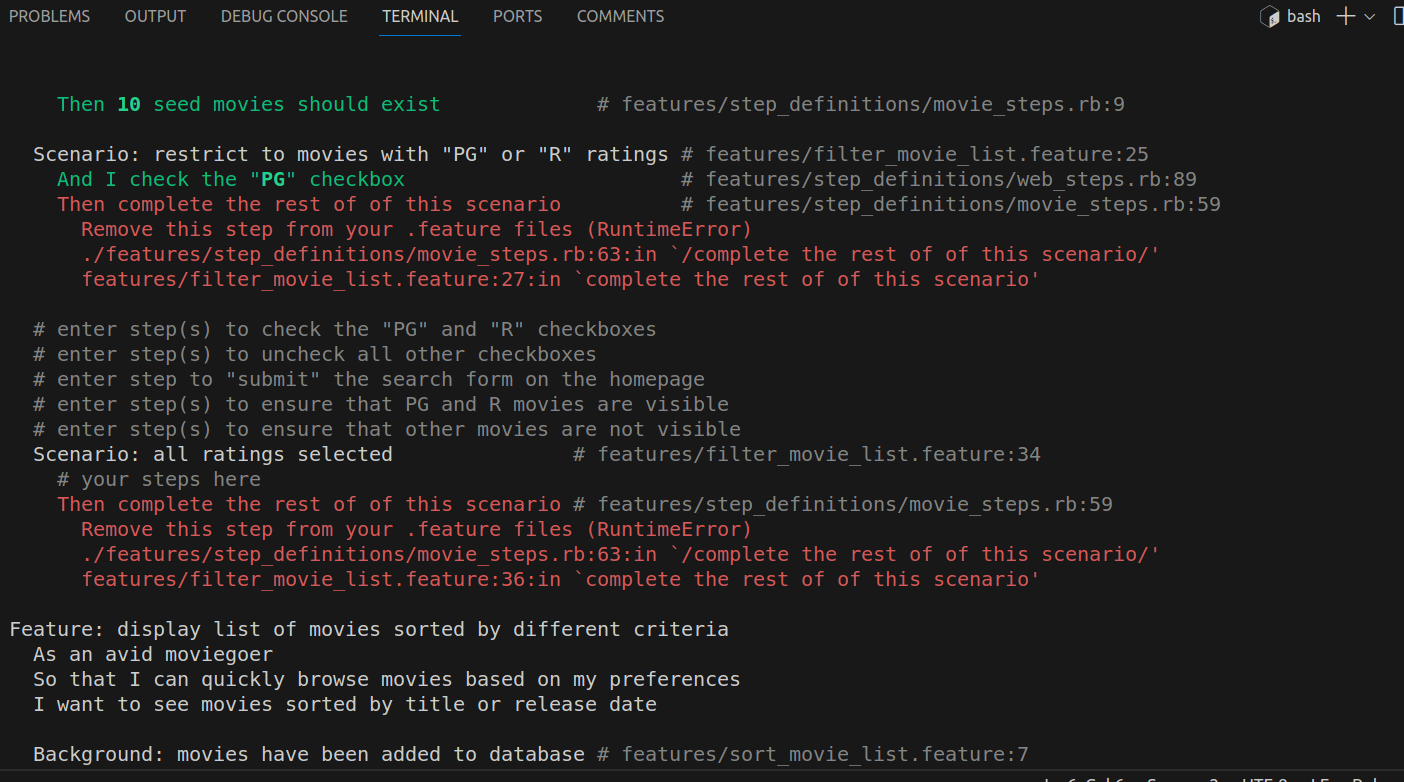 PROBLEMS OUTPUT DEBUG CONSOLE TERMINAL PORTS COMMENTS bash
Then 10 seed movies should exist # features/step_definitions/movie_steps.rb:9
Scenario: restrict to movies with "PG" or "R" ratings # features/filter_movie_list.feature:25
And I check the "PG" checkbox # features/step_definitions/web_steps.rb:89
Then complete the rest of of this scenario # features/step_definitions/movie_steps.rb:59
Remove this step from your .feature files (RuntimeError)
./features/step_definitions/movie_steps.rb:63:in `/complete the rest of of this scenario/'
features/filter_movie_list.feature:27:in `complete the rest of of this scenario'
# enter step(s) to check the "PG" and "R" checkboxes
# enter step(s) to uncheck all other checkboxes
# enter step to "submit" the search form on the homepage
# enter step(s) to ensure that PG and R movies are visible
# enter step(s) to ensure that other movies are not visible
Scenario: all ratings selected # features/filter_movie_list.feature:34
# your steps here
Then complete the rest of of this scenario # features/step_definitions/movie_steps.rb:59
Remove this step from your .feature files (RuntimeError)
./features/step_definitions/movie_steps.rb:63:in `/complete the rest of of this scenario/'
features/filter_movie_list.feature:36:in `complete the rest of of this scenario'
Feature: display list of movies sorted by different criteria
As an avid moviegoer
So that I can quickly browse movies based on my preferences
I want to see movies sorted by title or release date
Background: movies have been added to database # features/sort_movie_list.feature:7